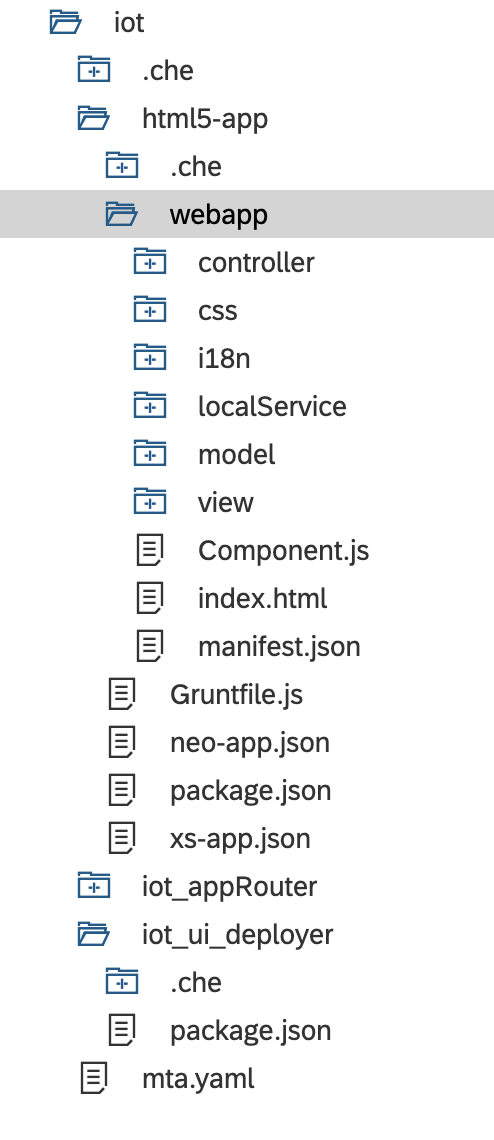 iot
.che
html5-app
.che
webapp
controller
css
i18n
localService
model
view
Component.js
index.html
manifest.json
Gruntfile.js
neo-app.json
package.json
xs-app.json
iot_appRouter
iot_ui_deployer
.che
package.json
mta.yaml